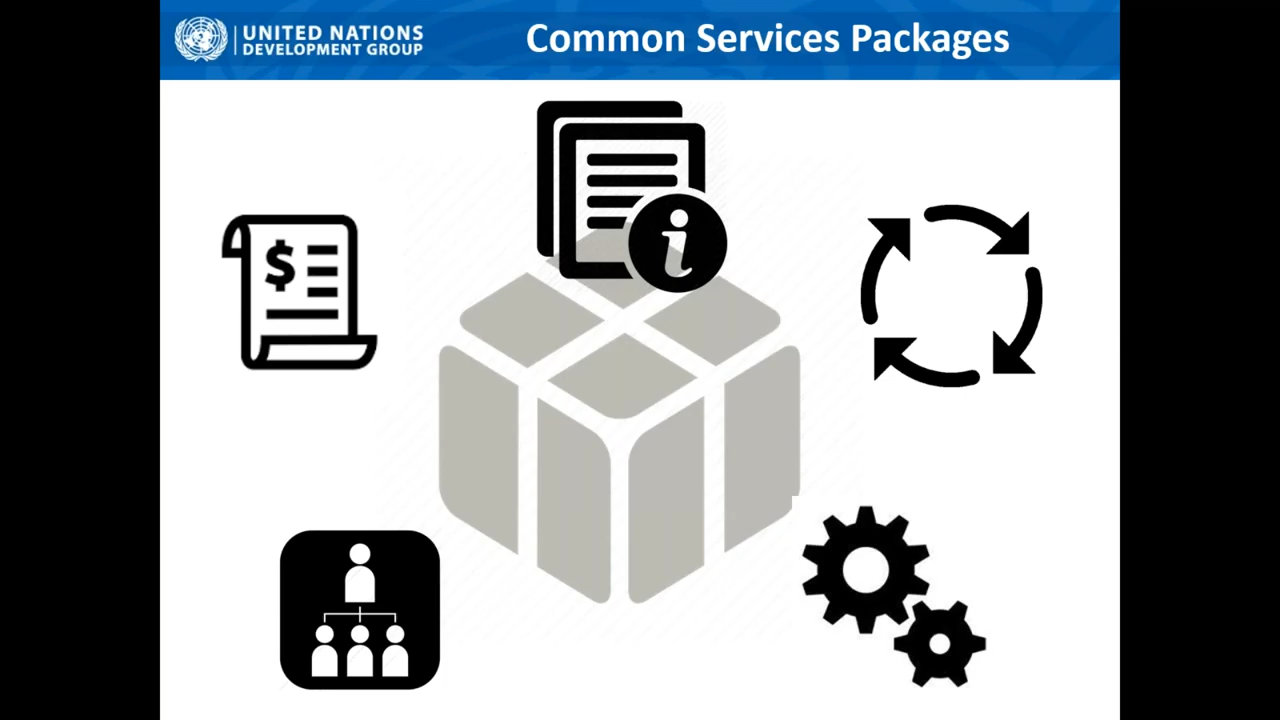 UNITED NATIONS
DEVELOPMENT GROUP
Common Services Packages
$
i